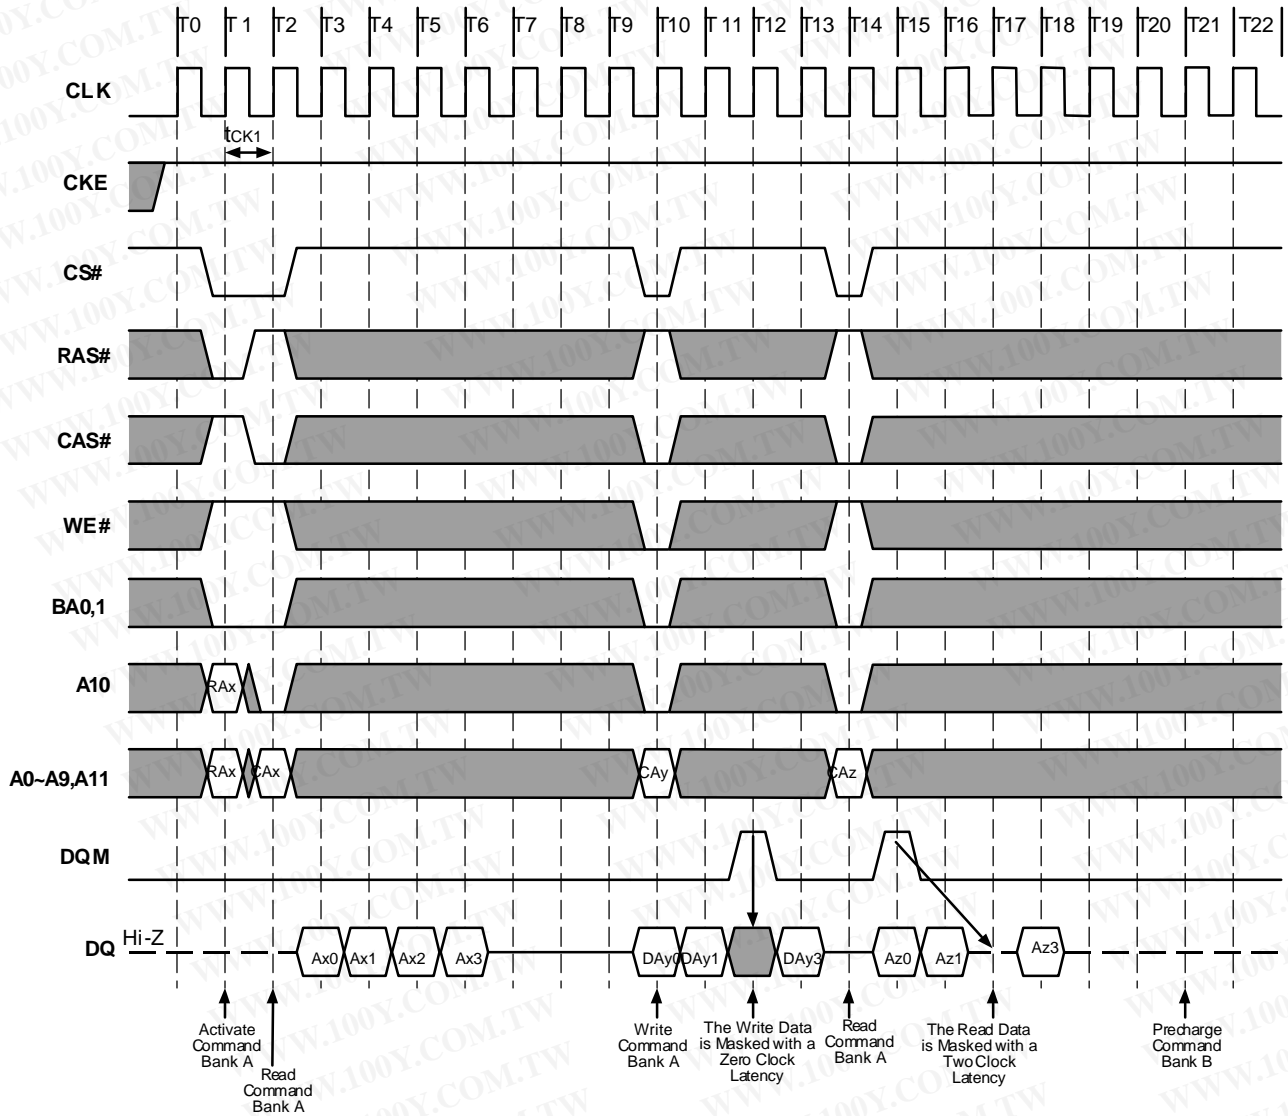 T0 T1 T2 T3 T4 T5 T6 T7 T8 T9 T10 T11 T12 T13 T14 T15 T16 T17 T18 T19 T20 T21 T22
CLK
tCK1
CKE
CS#
RAS#
CAS#
WE#
BA0,1
A10
RAx
A0~A9,A11
RAx CAx CAy CAz
DQM
DQ
Hi-Z
Ax0 Ax1 Ax2 Ax3 DAy0 DAy1 DAy3 Az0 Az1 Az3
Activate
Command
Bank A
Read
Command
Bank A
Write
Command
Bank A
The Write Data
is Masked with a
Zero Clock
Latency
Read
Command
Bank A
The Read Data
is Masked with a
Two Clock
Latency
Precharge
Command
Bank B
WWW.100Y.COM.TW